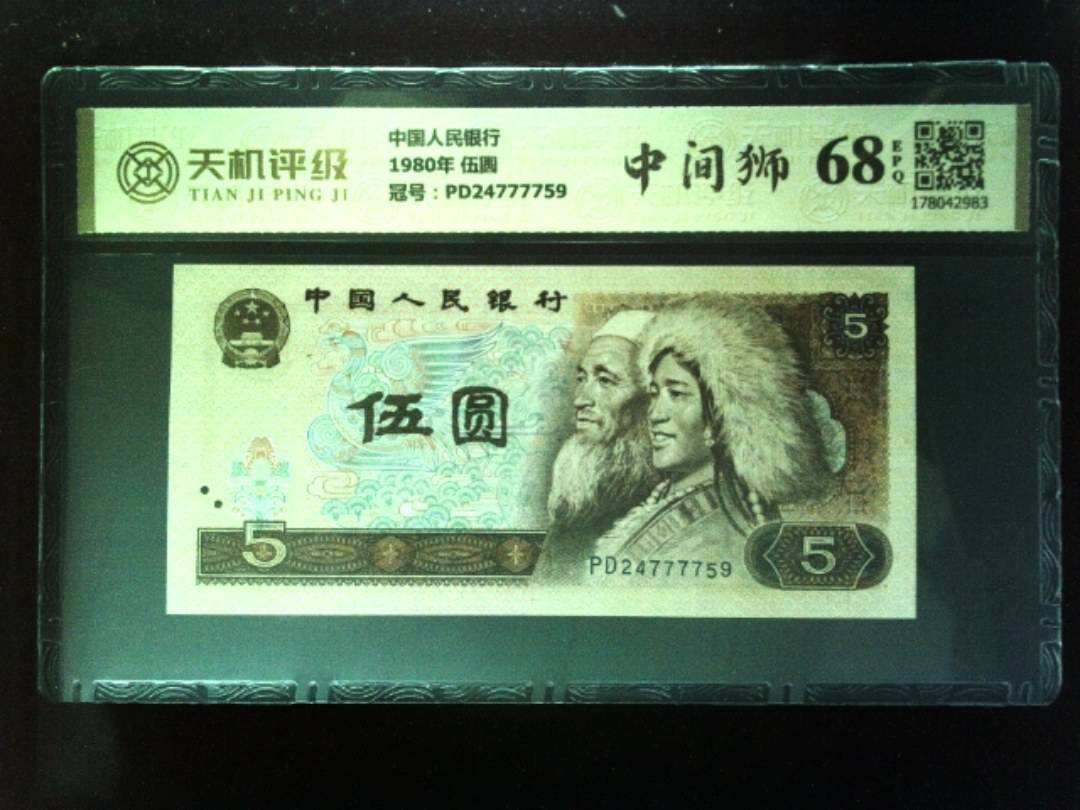 天机评级
TIAN JI PING JI
中国人民银行
1980年 伍圆
冠号：PD24777759
中间狮
68
EPQ
178042983
中国人民银行
5
伍圆
5
PD24777759
5